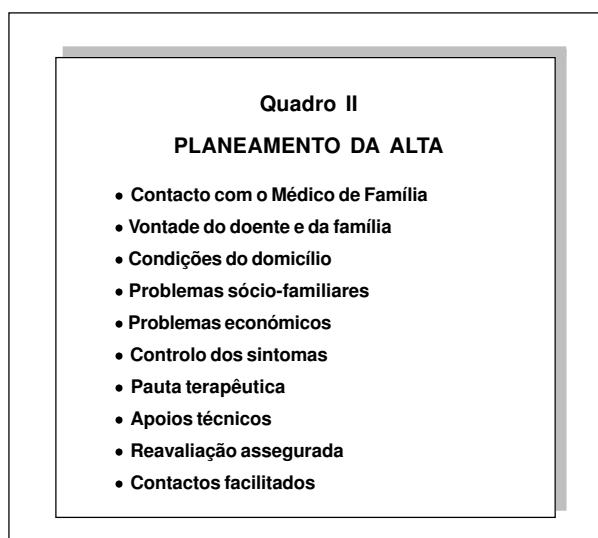 Quadro II
PLANEAMENTO DA ALTA
• Contacto com o Médico de Família
• Vontade do doente e da família
• Condições do domicílio
• Problemas sócio-familiares
• Problemas económicos
• Controlo dos sintomas
• Pauta terapêutica
• Apoios técnicos
• Reavaliação assegurada
• Contactos facilitados